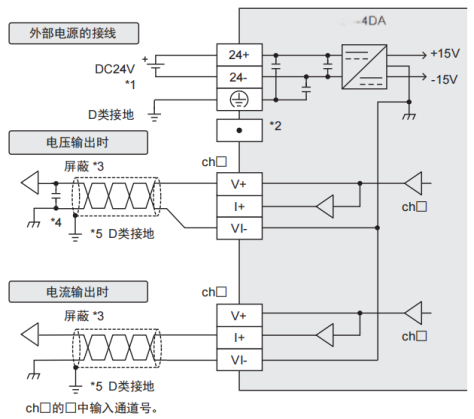 -4DA
外部电源的接线
24+
+15V
DC24V
+
*1
24-
-15V
D类接地
*2
电压输出时
ch□
屏蔽 *3
V+
I+
ch□
*4
VI-
*5 D类接地
电流输出时
ch□
屏蔽 *3
V+
I+
ch□
VI-
*5 D类接地
ch□的□中输入通道号。